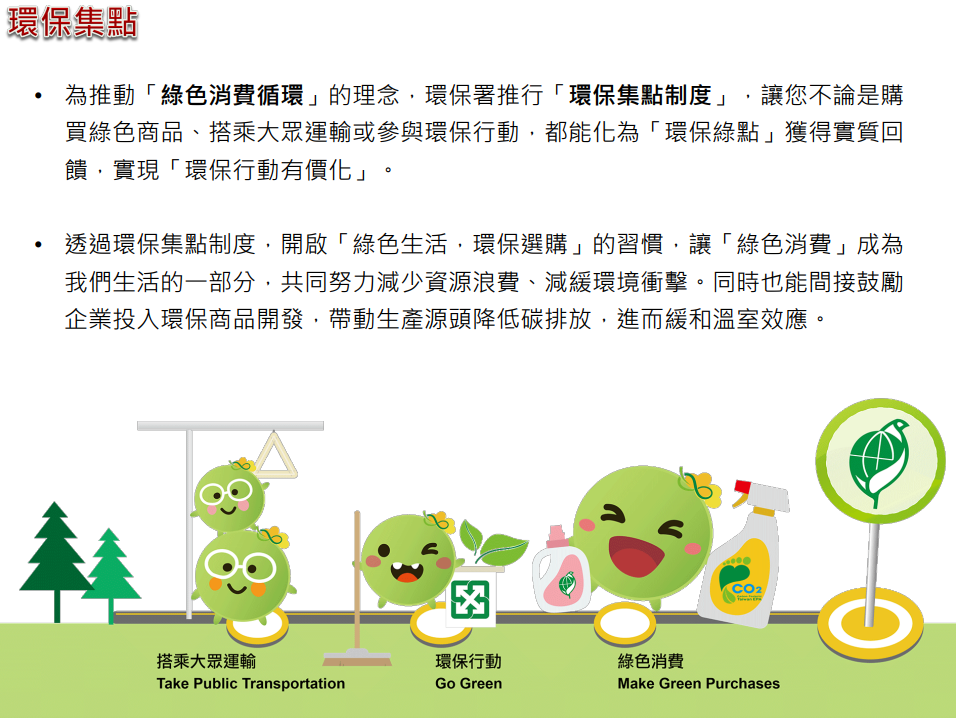 環保集點
• 為推動「綠色消費循環」的理念，環保署推行「環保集點制度」，讓您不論是購
買綠色商品、搭乘大眾運輸或參與環保行動，都能化為「環保綠點」獲得實質回
饋，實現「環保行動有價化」。
• 透過環保集點制度，開啟「綠色生活，環保選購」的習慣，讓「綠色消費」成為
我們生活的一部分，共同努力減少資源浪費、減緩環境衝擊。同時也能間接鼓勵
企業投入環保商品開發，帶動生產源頭降低碳排放，進而緩和溫室效應。
CO2
搭乘大眾運輸
Take Public Transportation
環保行動
Go Green
綠色消費
Make Green Purchases